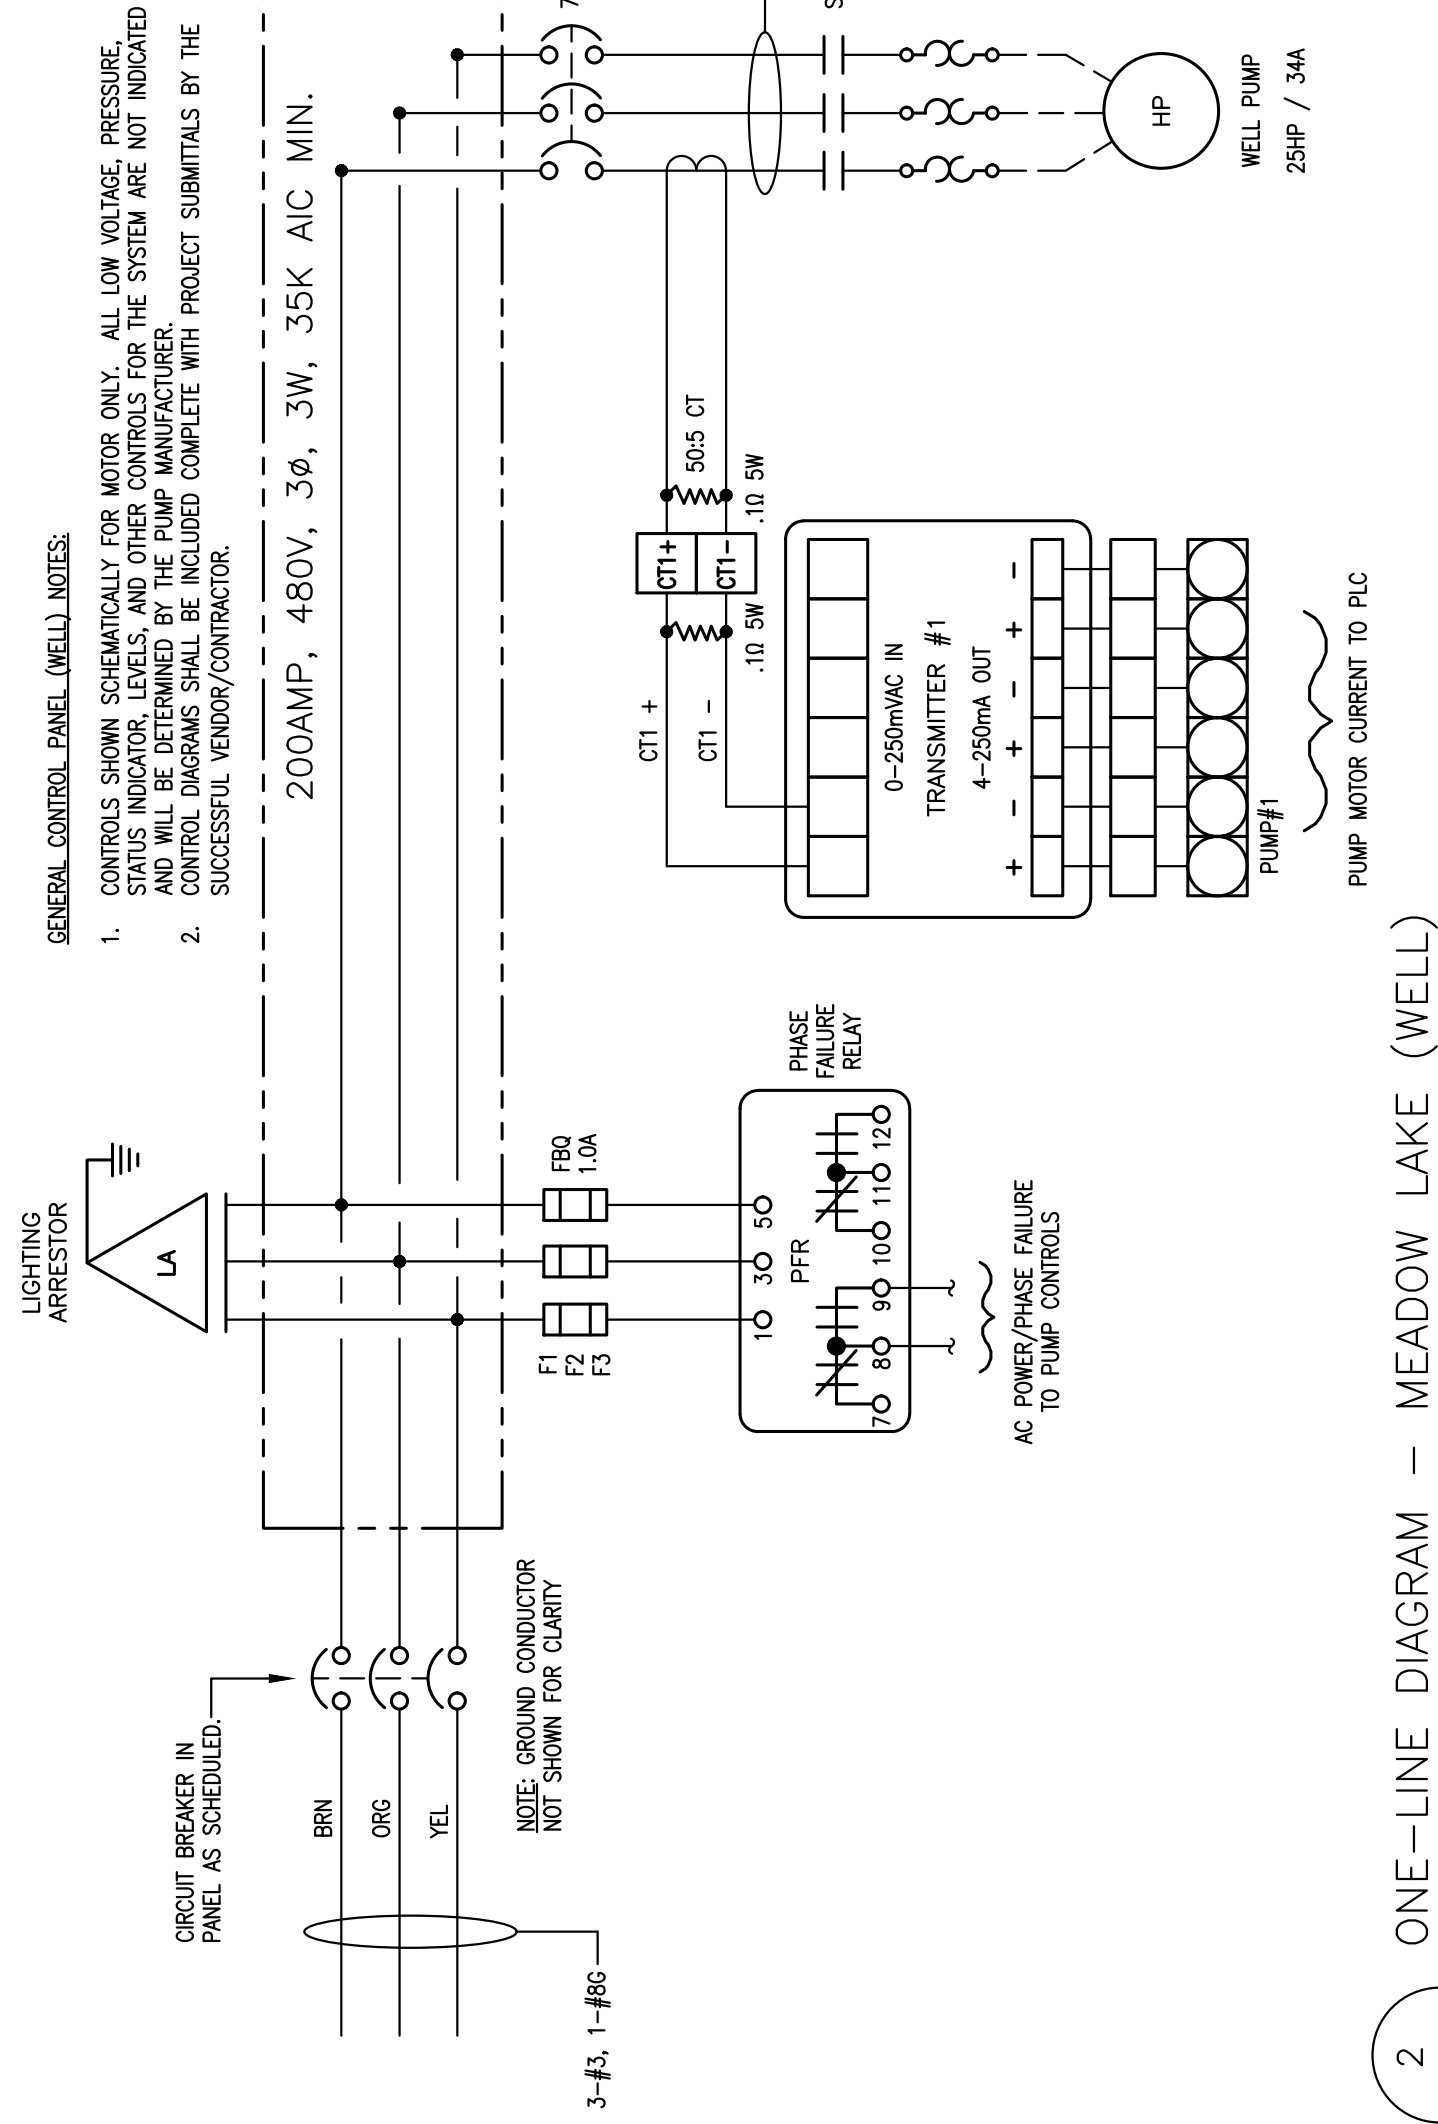 GENERAL CONTROL PANEL (WELL) NOTES:
1. CONTROLS SHOWN SCHEMATICALLY FOR MOTOR ONLY. ALL LOW VOLTAGE, PRESSURE,
STATUS INDICATOR, LEVELS, AND OTHER CONTROLS FOR THE SYSTEM ARE NOT INDICATED
AND WILL BE DETERMINED BY THE PUMP MANUFACTURER.
2. CONTROL DIAGRAMS SHALL BE INCLUDED COMPLETE WITH PROJECT SUBMITTALS BY THE
SUCCESSFUL VENDOR/CONTRACTOR.
LIGHTING
ARRESTOR
LA
CIRCUIT BREAKER IN
PANEL AS SCHEDULED.
200AMP, 480V, 3ø, 3W, 35K AIC MIN.
BRN
ORG
YEL
NOTE: GROUND CONDUCTOR
NOT SHOWN FOR CLARITY
3-#3, 1-#8G
F1
F2
F3
FBQ
1.0A
7
S
1
3
5
PFR
PHASE
FAILURE
RELAY
7
8
9
10
11
12
AC POWER/PHASE FAILURE
TO PUMP CONTROLS
CT1 +
CT1 -
.1Ω 5W
CT1+
CT1-
.1Ω 5W
50:5 CT
0-250mVAC IN
TRANSMITTER #1
4-250mA OUT
+ - + - + -
PUMP#1
PUMP MOTOR CURRENT TO PLC
HP
WELL PUMP
25HP / 34A
2
ONE-LINE DIAGRAM - MEADOW LAKE (WELL)